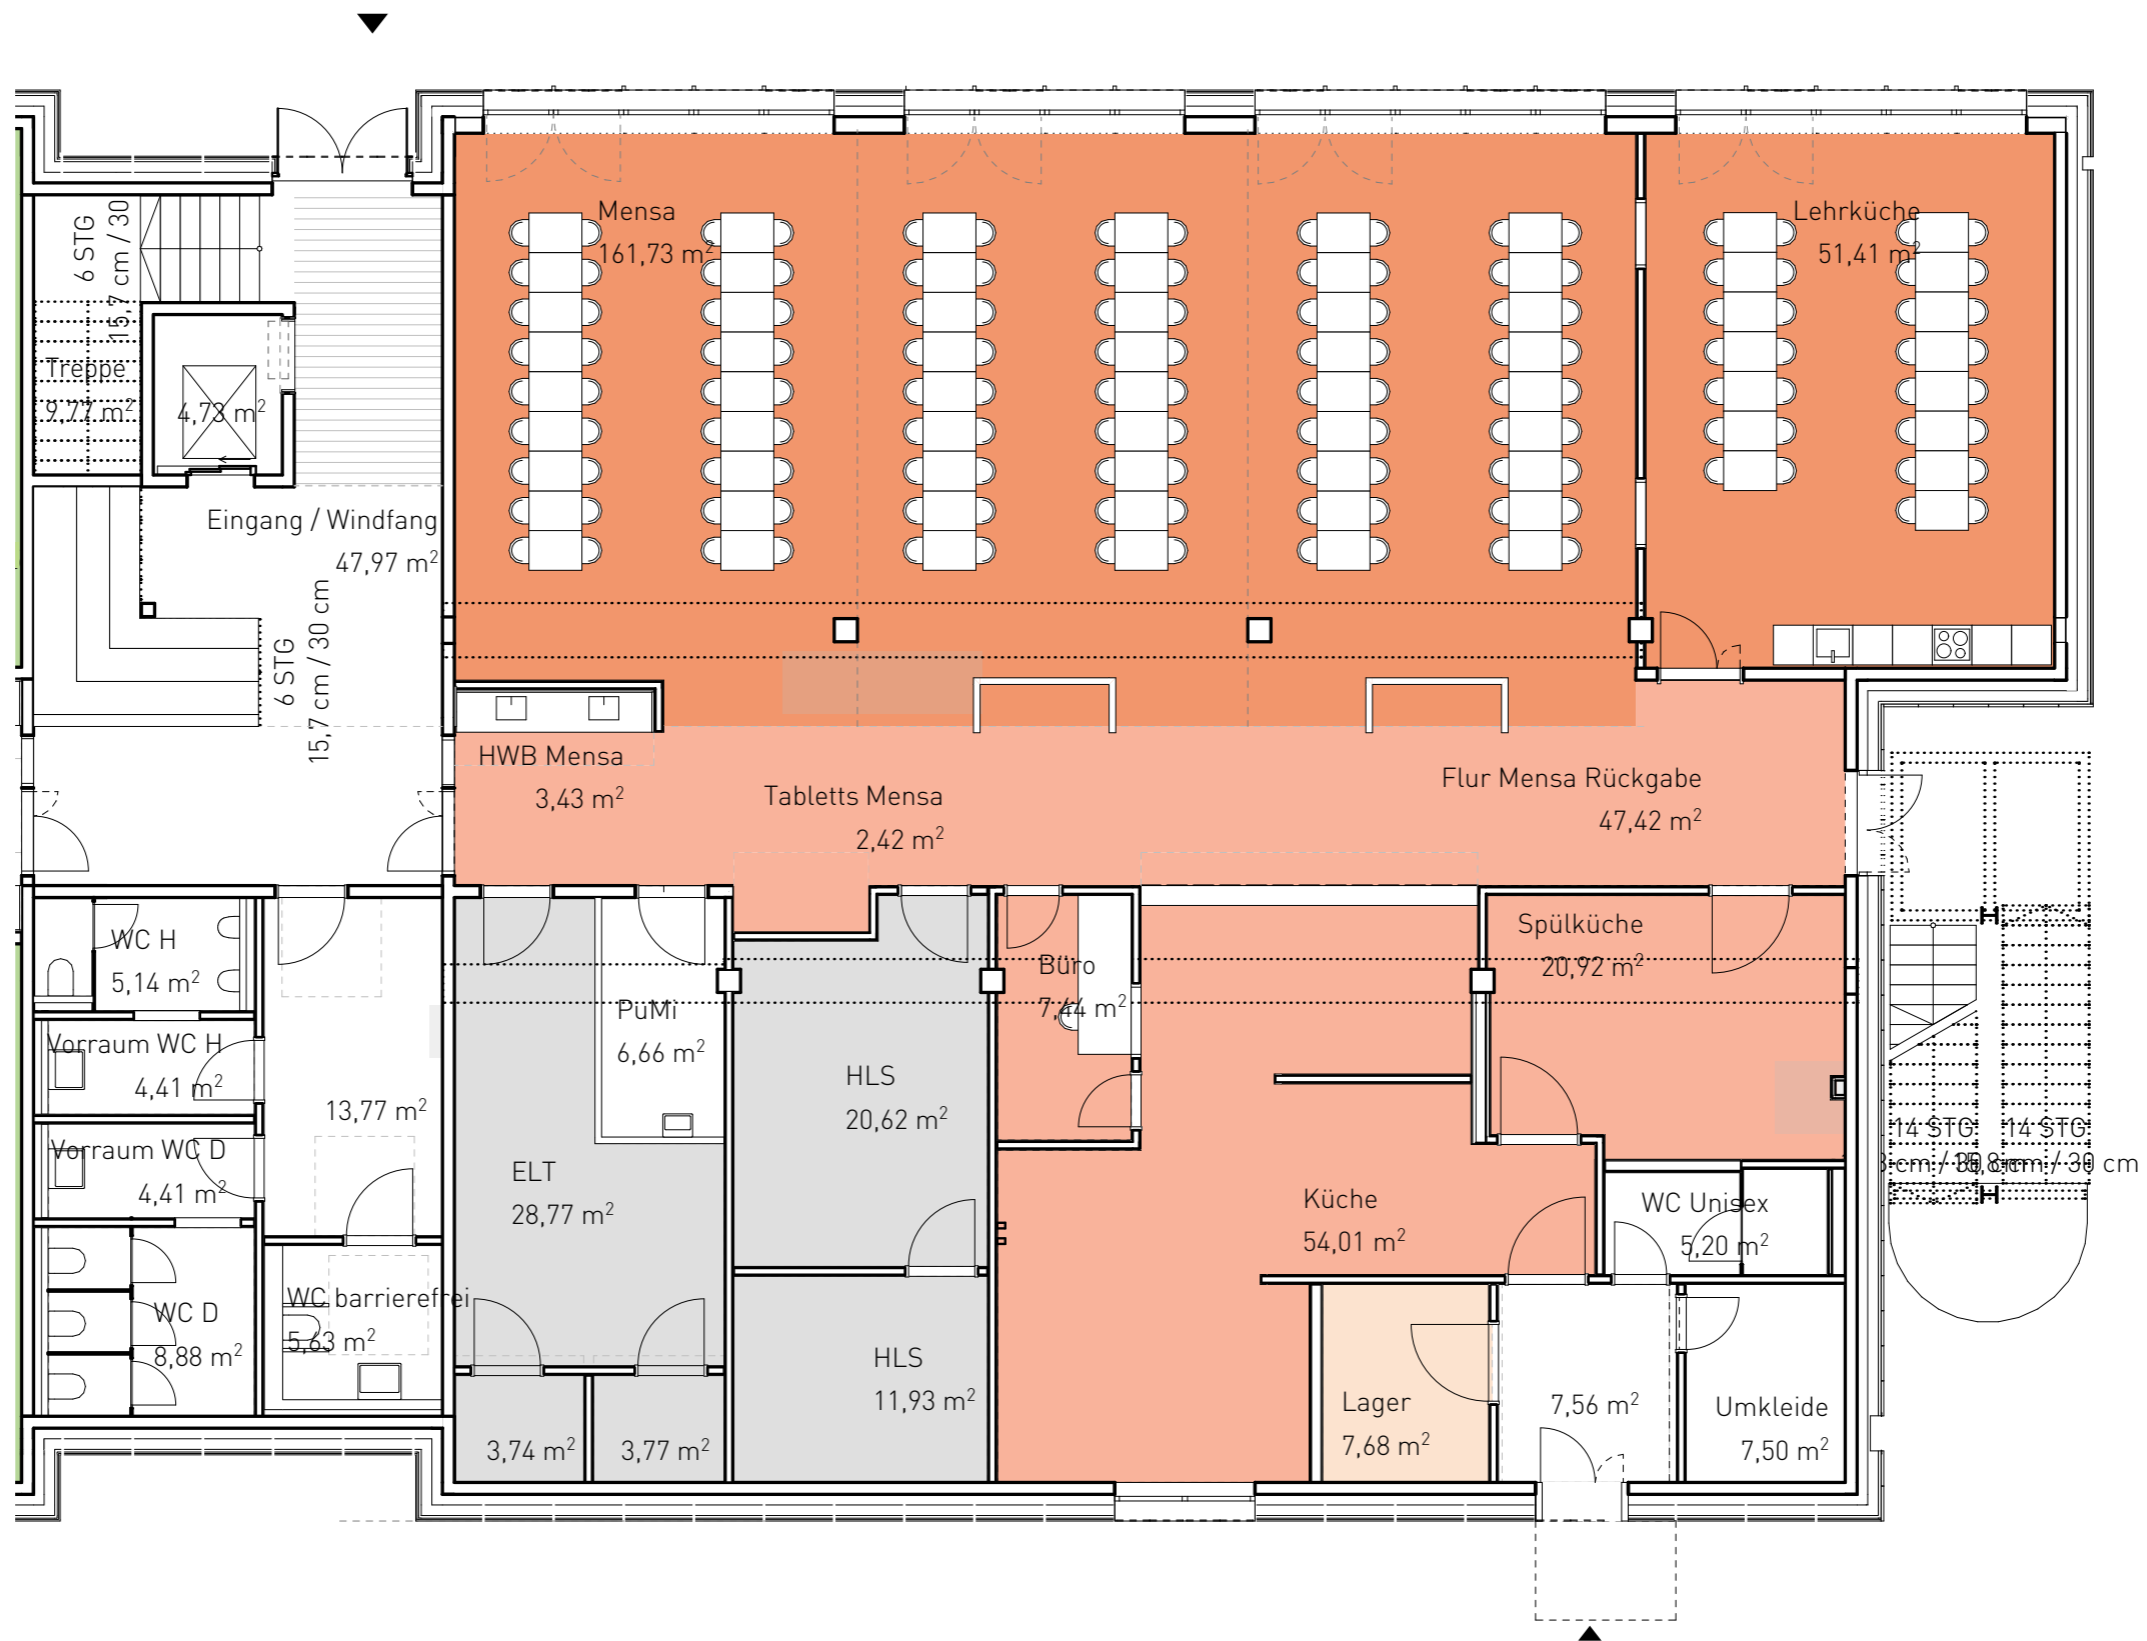 6 STG
15,7 cm / 30
Mensa
161,73 m²
Lehrküche
51,41 m²
Treppe
9,77 m²
4,73 m²
Eingang / Windfang
47,97 m²
6 STG
15,7 cm / 30 cm
HWB Mensa
3,43 m²
Tabletts Mensa
2,42 m²
Flur Mensa Rückgabe
47,42 m²
WC H
5,14 m²
Vorraum WC H
4,41 m²
13,77 m²
Vorraum WC D
4,41 m²
WC D
8,88 m²
WC barrierefrei
5,63 m²
PuMi
6,66 m²
ELT
28,77 m²
3,74 m²
3,77 m²
HLS
20,62 m²
HLS
11,93 m²
Büro
7,44 m²
Spülküche
20,92 m²
Küche
54,01 m²
WC Unisex
5,20 m²
Lager
7,68 m²
7,56 m²
Umkleide
7,50 m²
14 STG
14 STG
cm / 30 cm